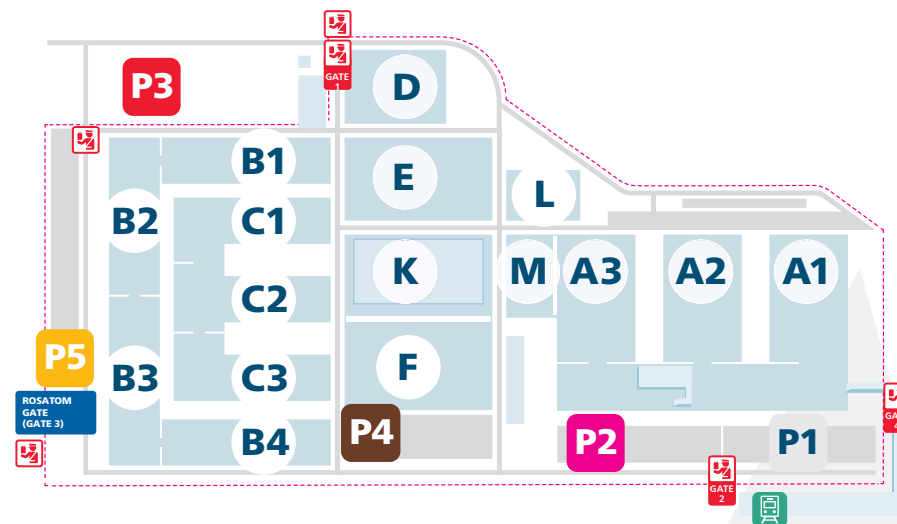 GATE
1
P3
D
B1
E
L
B2
C1
K
M
A3
A2
A1
C2
P5
B3
C3
F
ROSATOM
GATE
(GATE 3)
B4
P4
P2
P1
GATE
2